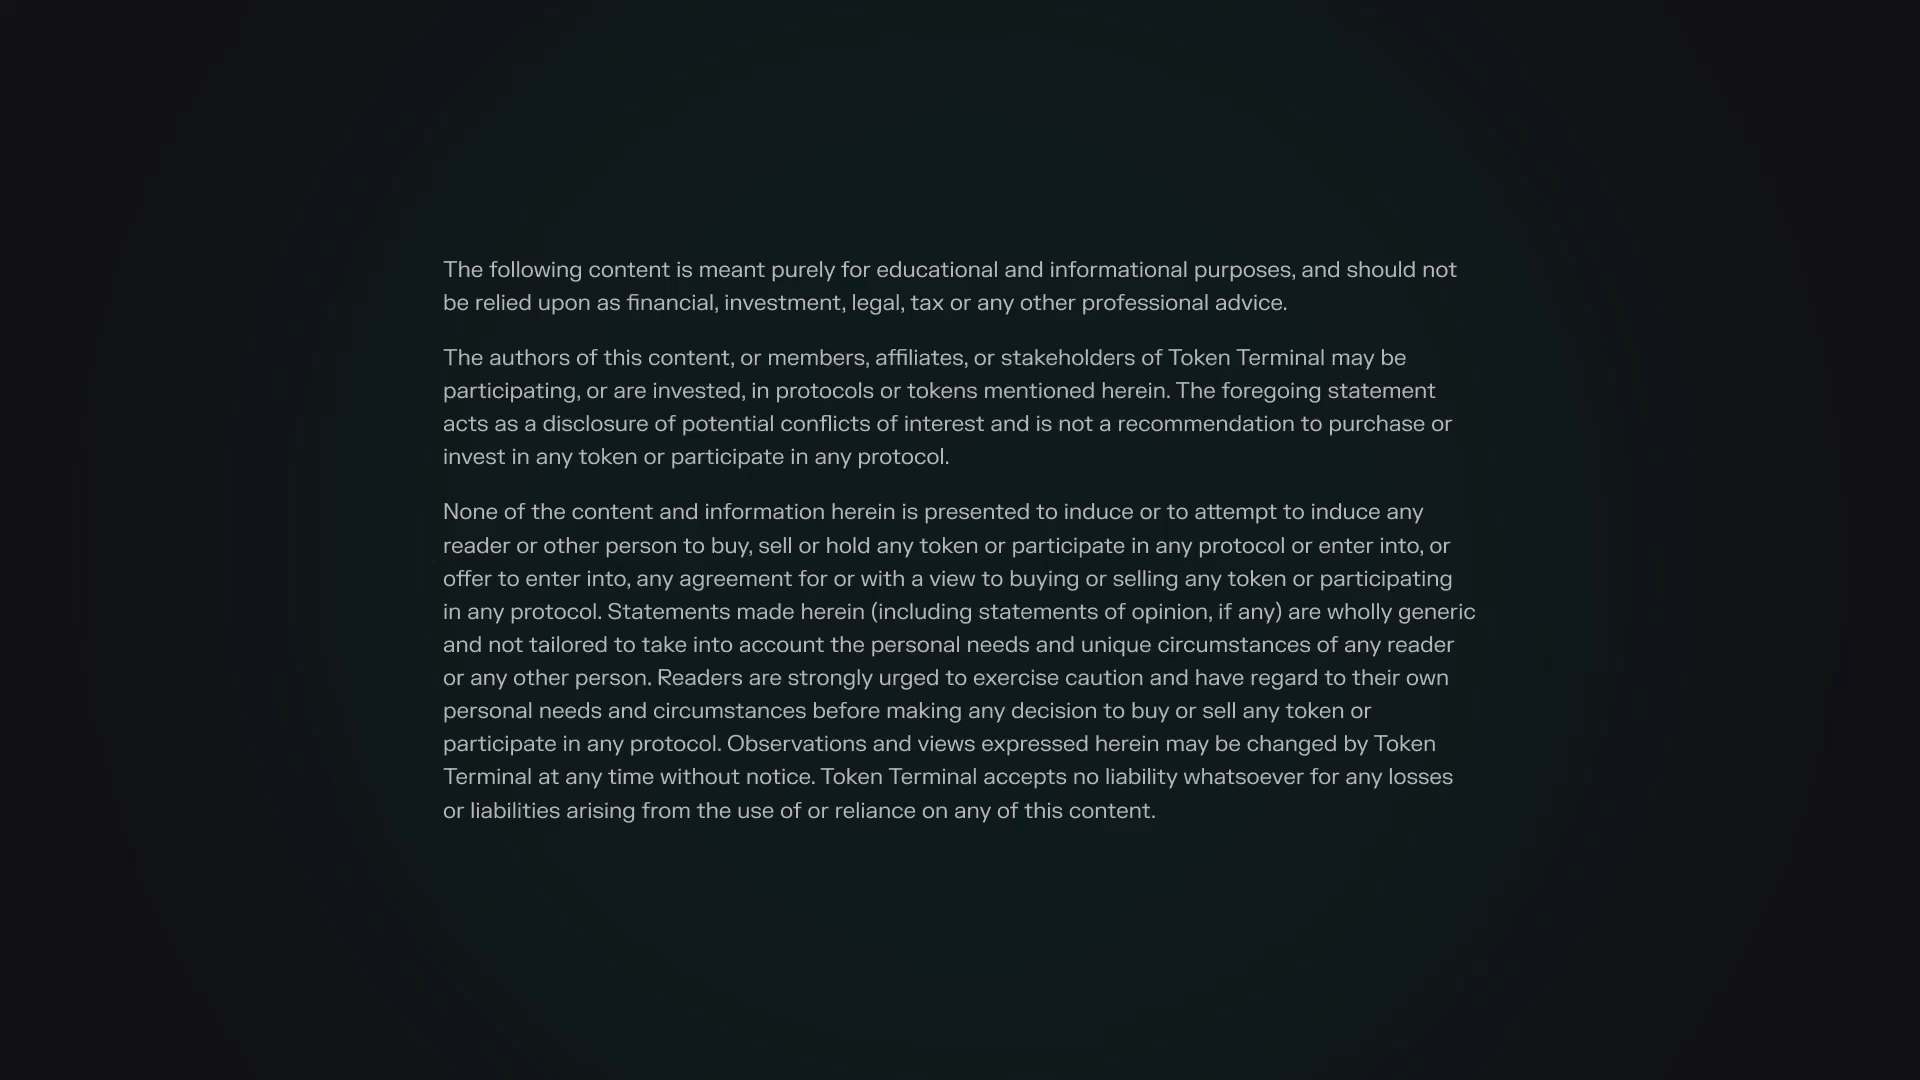 The following content is meant purely for educational and informational purposes, and should not
be relied upon as financial, investment, legal, tax or any other professional advice.
The authors of this content, or members, affiliates, or stakeholders of Token Terminal may be
participating, or are invested, in protocols or tokens mentioned herein. The foregoing statement
acts as a disclosure of potential conflicts of interest and is not a recommendation to purchase or
invest in any token or participate in any protocol.
None of the content and information herein is presented to induce or to attempt to induce any
reader or other person to buy, sell or hold any token or participate in any protocol or enter into, or
offer to enter into, any agreement for or with a view to buying or selling any token or participating
in any protocol. Statements made herein (including statements of opinion, if any) are wholly generic
and not tailored to take into account the personal needs and unique circumstances of any reader
or any other person. Readers are strongly urged to exercise caution and have regard to their own
personal needs and circumstances before making any decision to buy or sell any token or
participate in any protocol. Observations and views expressed herein may be changed by Token
Terminal at any time without notice. Token Terminal accepts no liability whatsoever for any losses
or liabilities arising from the use of or reliance on any of this content.